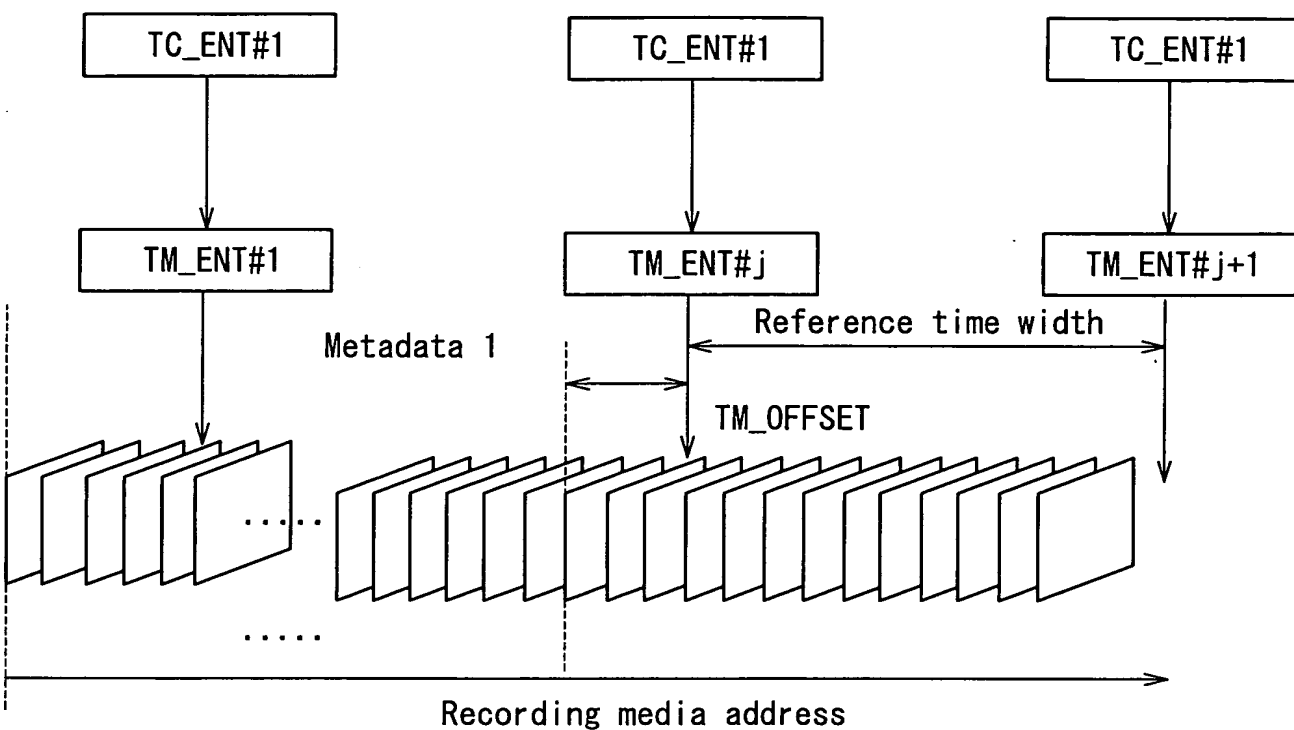 TC_ENT#1
TC_ENT#1
TC_ENT#1
TM_ENT#1
TM_ENT#j
TM_ENT#j+1
Reference time width
Metadata 1
TM_OFFSET
.....
.....
Recording media address